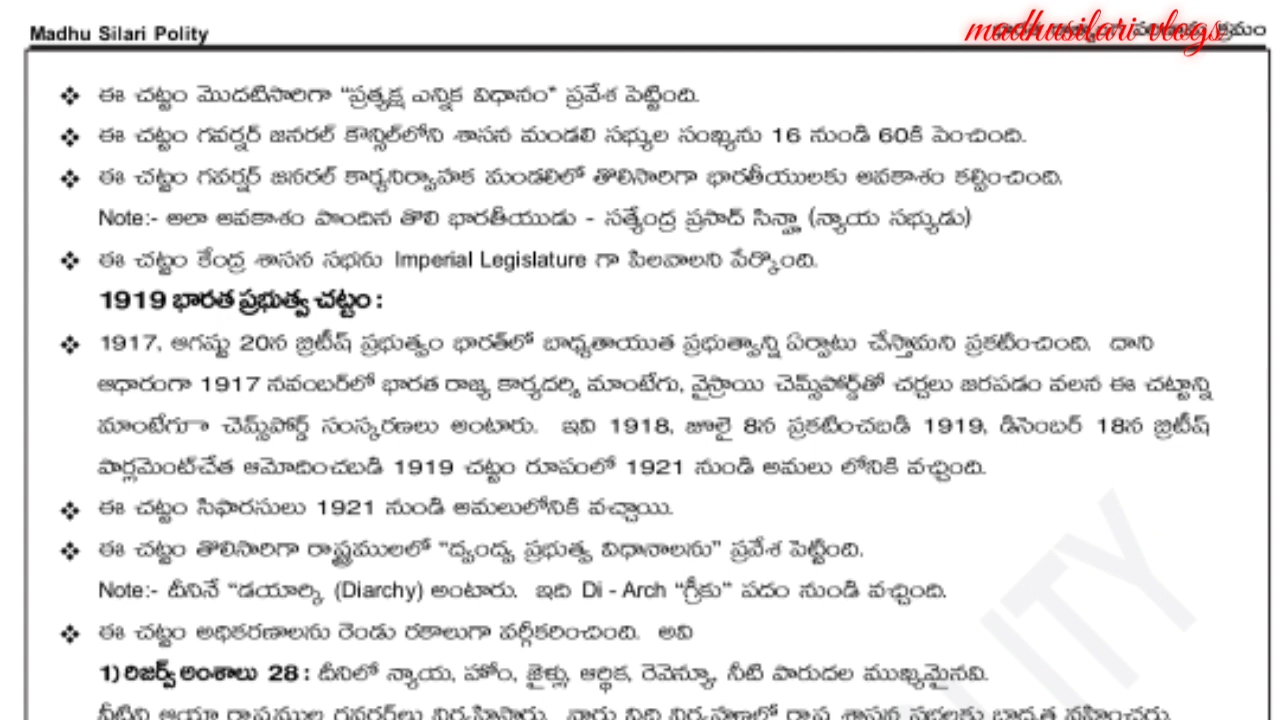 Madhu Silari Polity
madhusilari vlogs
❖ ఈ చట్టం మొదటిసారిగా "ప్రత్యక్ష ఎన్నిక విధానం" ప్రవేశ పెట్టింది.
❖ ఈ చట్టం గవర్నర్ జనరల్ కౌన్సిల్‌లోని శాసన మండలి సభ్యుల సంఖ్యను 16 నుండి 60కి పెంచింది.
❖ ఈ చట్టం గవర్నర్ జనరల్ కార్యనిర్వాహక మండలిలో తొలిసారిగా భారతీయులకు అవకాశం కల్పించింది.
Note:- అలా అవకాశం పొందిన తొలి భారతీయుడు - సత్యేంద్ర ప్రసాద్ సిన్హా (న్యాయ సభ్యుడు)
❖ ఈ చట్టం కేంద్ర శాసన సభను Imperial Legislature గా పిలవాలని పేర్కొంది.
1919 భారత ప్రభుత్వ చట్టం :
❖ 1917, ఆగష్టు 20న బ్రిటీష్ ప్రభుత్వం భారత్‌లో బాధ్యతాయుత ప్రభుత్వాన్ని ఏర్పాటు చేస్తామని ప్రకటించింది. దాని
ఆధారంగా 1917 నవంబర్‌లో భారత రాజ్య కార్యదర్శి మాంటేగు, వైస్రాయి చెమ్స్‌ఫోర్డ్‌తో చర్చలు జరపడం వలన ఈ చట్టాన్ని
మాంటేగూ చెమ్స్‌ఫోర్డ్ సంస్కరణలు అంటారు. ఇవి 1918, జూలై 8న ప్రకటించబడి 1919, డిసెంబర్ 18న బ్రిటీష్
పార్లమెంట్‌చేత ఆమోదించబడి 1919 చట్టం రూపంలో 1921 నుండి అమలు లోనికి వచ్చింది.
❖ ఈ చట్టం సిఫారసులు 1921 నుండి అమలులోనికి వచ్చాయి.
❖ ఈ చట్టం తొలిసారిగా రాష్ట్రములలో "ద్వంద్వ ప్రభుత్వ విధానాలను" ప్రవేశ పెట్టింది.
Note:- దీనినే "డయార్కి (Diarchy) అంటారు. ఇది Di - Arch "గ్రీకు" పదం నుండి వచ్చింది.
❖ ఈ చట్టం అధికరణాలను రెండు రకాలుగా వర్గీకరించింది. అవి
1) రిజర్వ్ అంశాలు 28 : దీనిలో న్యాయ, హోం, జైళ్లు, ఆర్థిక, రెవెన్యూ, నీటి పారుదల ముఖ్యమైనవి.